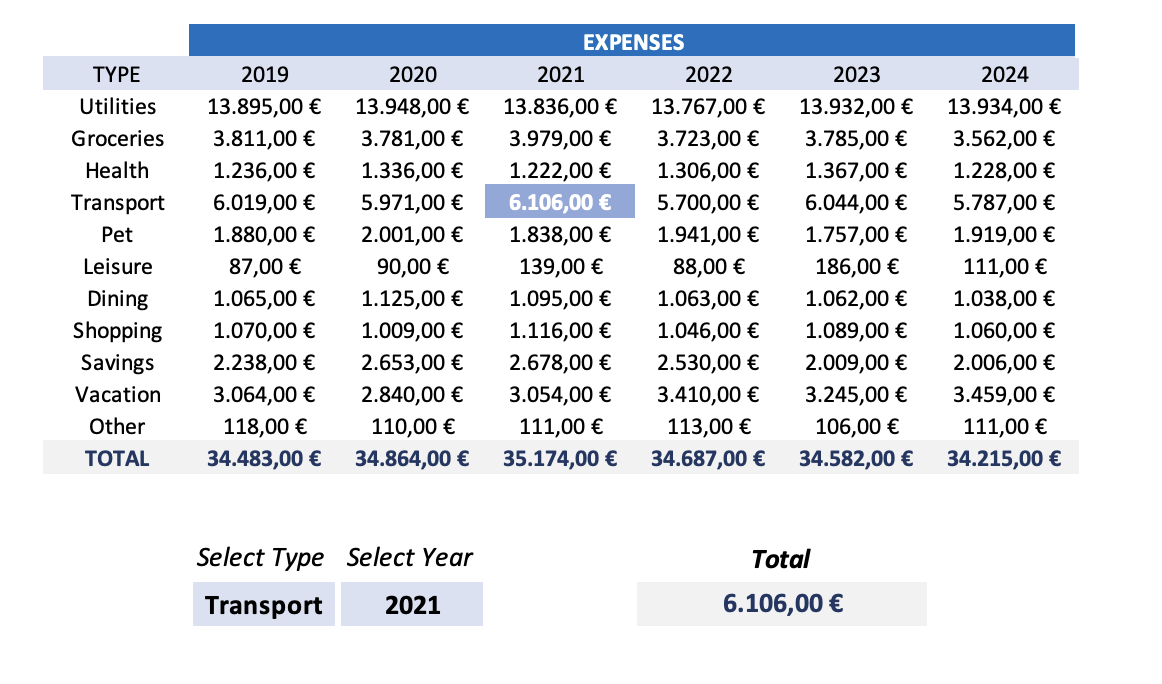 EXPENSES
TYPE 2019 2020 2021 2022 2023 2024
Utilities 13.895,00 € 13.948,00 € 13.836,00 € 13.767,00 € 13.932,00 € 13.934,00 €
Groceries 3.811,00 € 3.781,00 € 3.979,00 € 3.723,00 € 3.785,00 € 3.562,00 €
Health 1.236,00 € 1.336,00 € 1.222,00 € 1.306,00 € 1.367,00 € 1.228,00 €
Transport 6.019,00 € 5.971,00 € 6.106,00 € 5.700,00 € 6.044,00 € 5.787,00 €
Pet 1.880,00 € 2.001,00 € 1.838,00 € 1.941,00 € 1.757,00 € 1.919,00 €
Leisure 87,00 € 90,00 € 139,00 € 88,00 € 186,00 € 111,00 €
Dining 1.065,00 € 1.125,00 € 1.095,00 € 1.063,00 € 1.062,00 € 1.038,00 €
Shopping 1.070,00 € 1.009,00 € 1.116,00 € 1.046,00 € 1.089,00 € 1.060,00 €
Savings 2.238,00 € 2.653,00 € 2.678,00 € 2.530,00 € 2.009,00 € 2.006,00 €
Vacation 3.064,00 € 2.840,00 € 3.054,00 € 3.410,00 € 3.245,00 € 3.459,00 €
Other 118,00 € 110,00 € 111,00 € 113,00 € 106,00 € 111,00 €
TOTAL 34.483,00 € 34.864,00 € 35.174,00 € 34.687,00 € 34.582,00 € 34.215,00 €
Select Type Select Year Total
Transport 2021 6.106,00 €